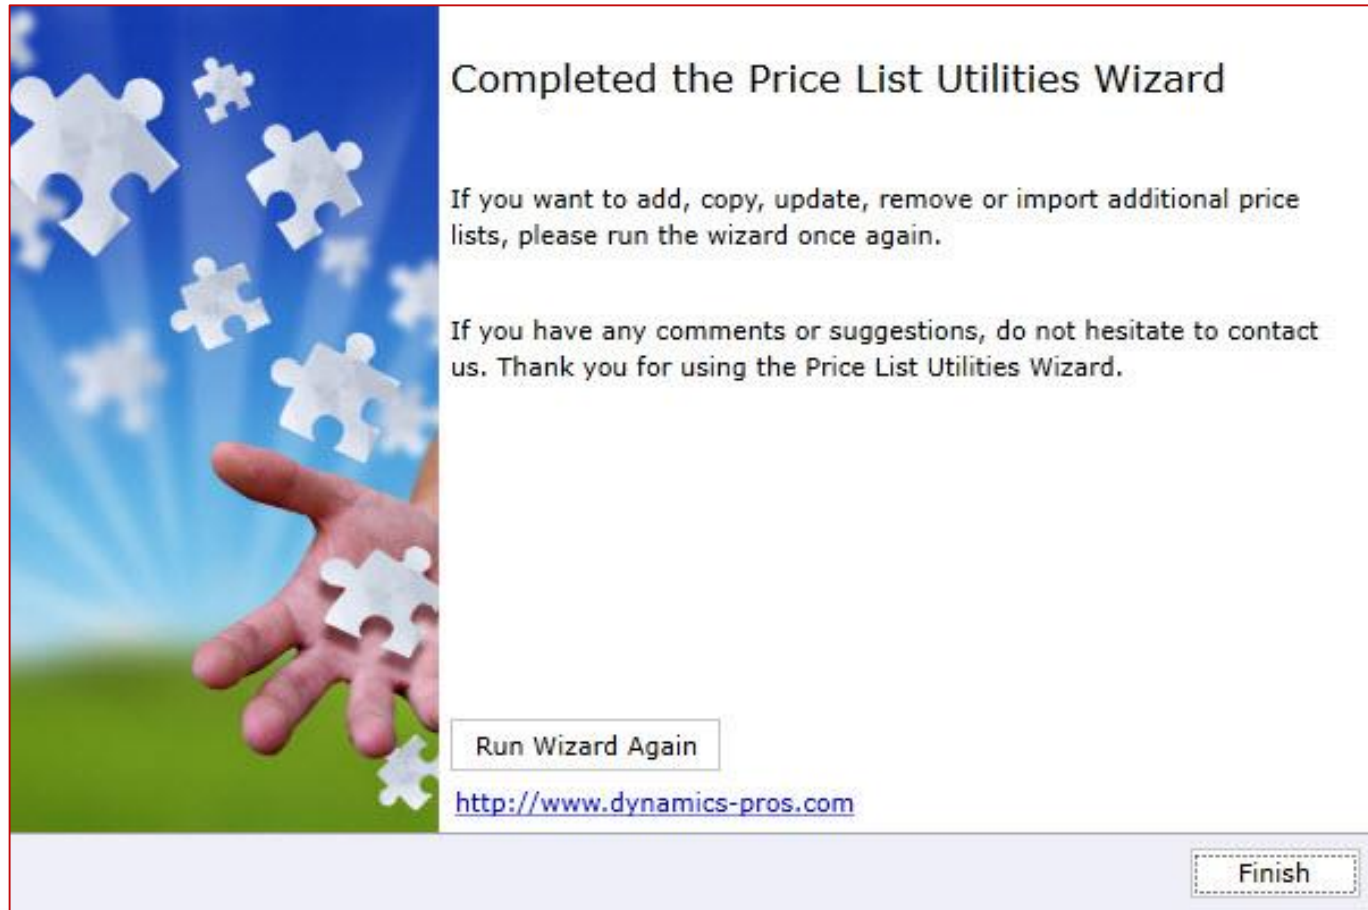 Completed the Price List Utilities Wizard
If you want to add, copy, update, remove or import additional price
lists, please run the wizard once again.
If you have any comments or suggestions, do not hesitate to contact
us. Thank you for using the Price List Utilities Wizard.
Run Wizard Again
http://www.dynamics-pros.com
Finish